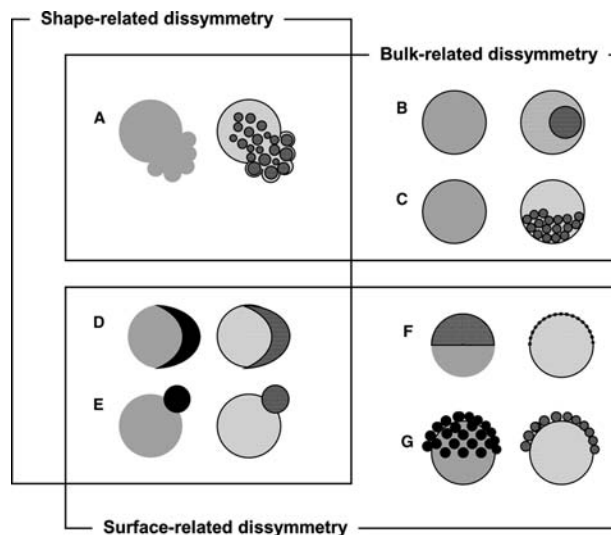 Shape-related dissymmetry
Bulk-related dissymmetry
A
B
C
D
E
F
G
Surface-related dissymmetry